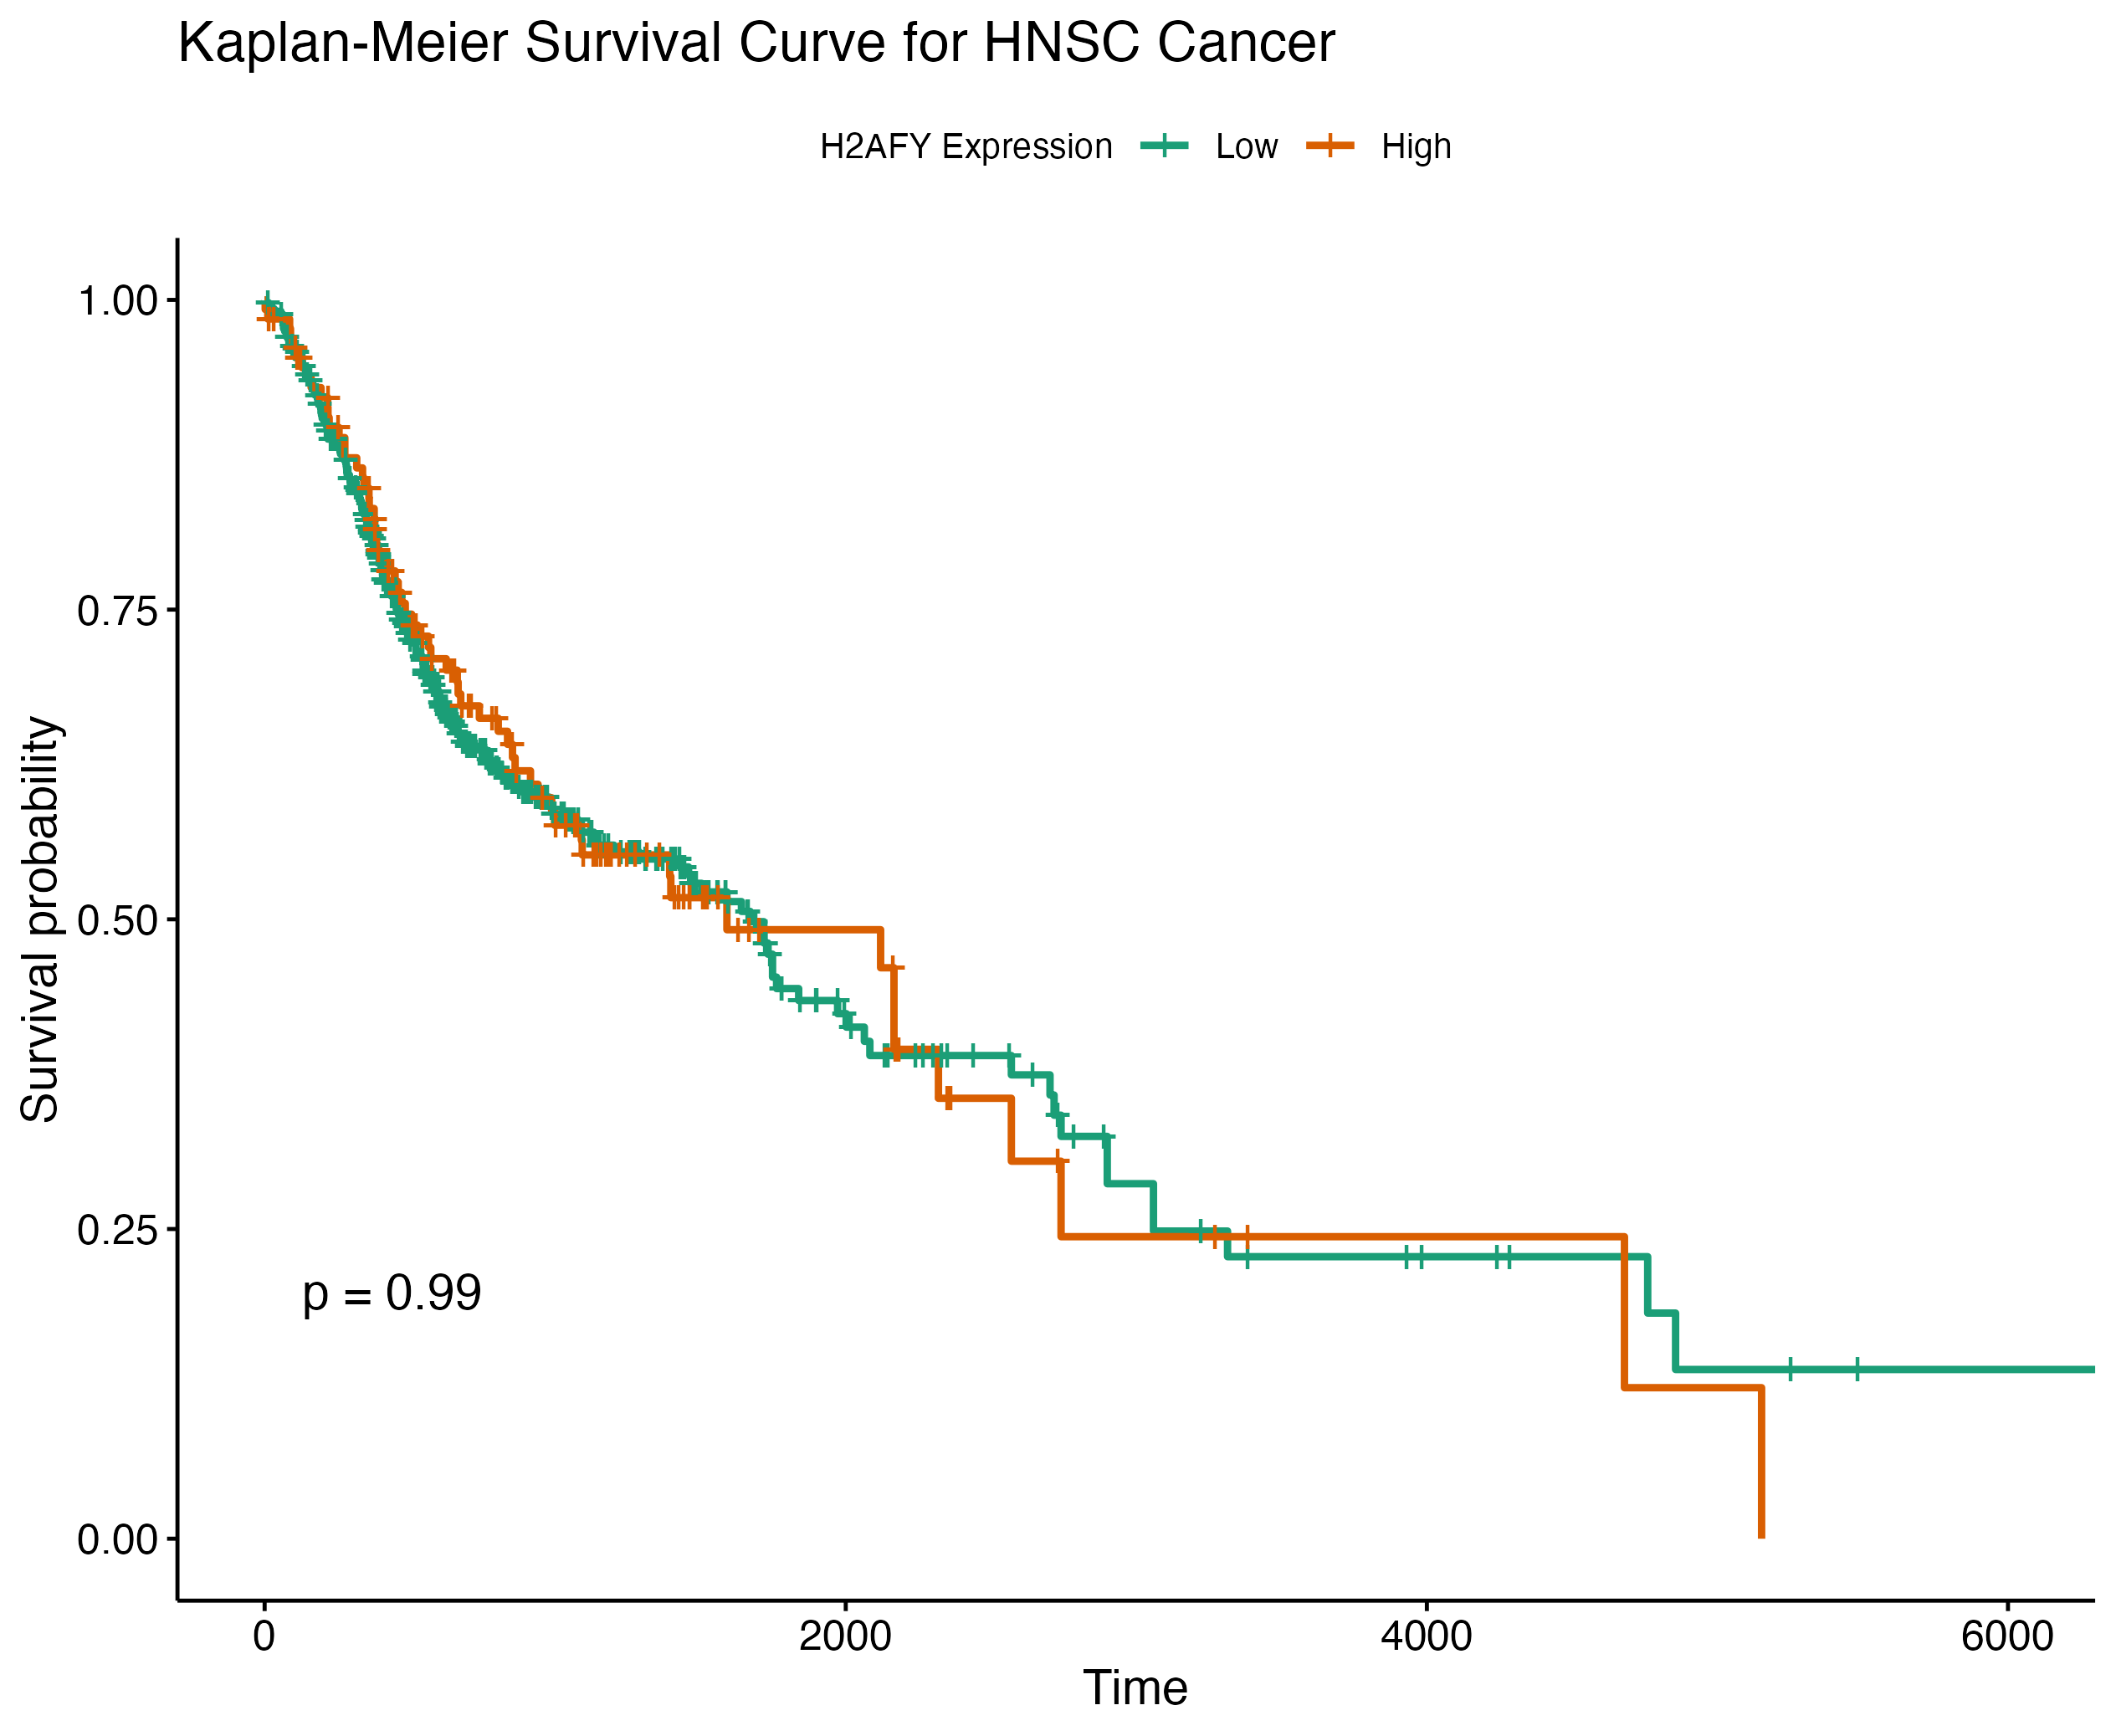 Kaplan-Meier Survival Curve for HNSC Cancer
H2AFY Expression Low High
Survival probability
1.00
0.75
0.50
0.25
0.00
p = 0.99
0 2000 4000 6000
Time